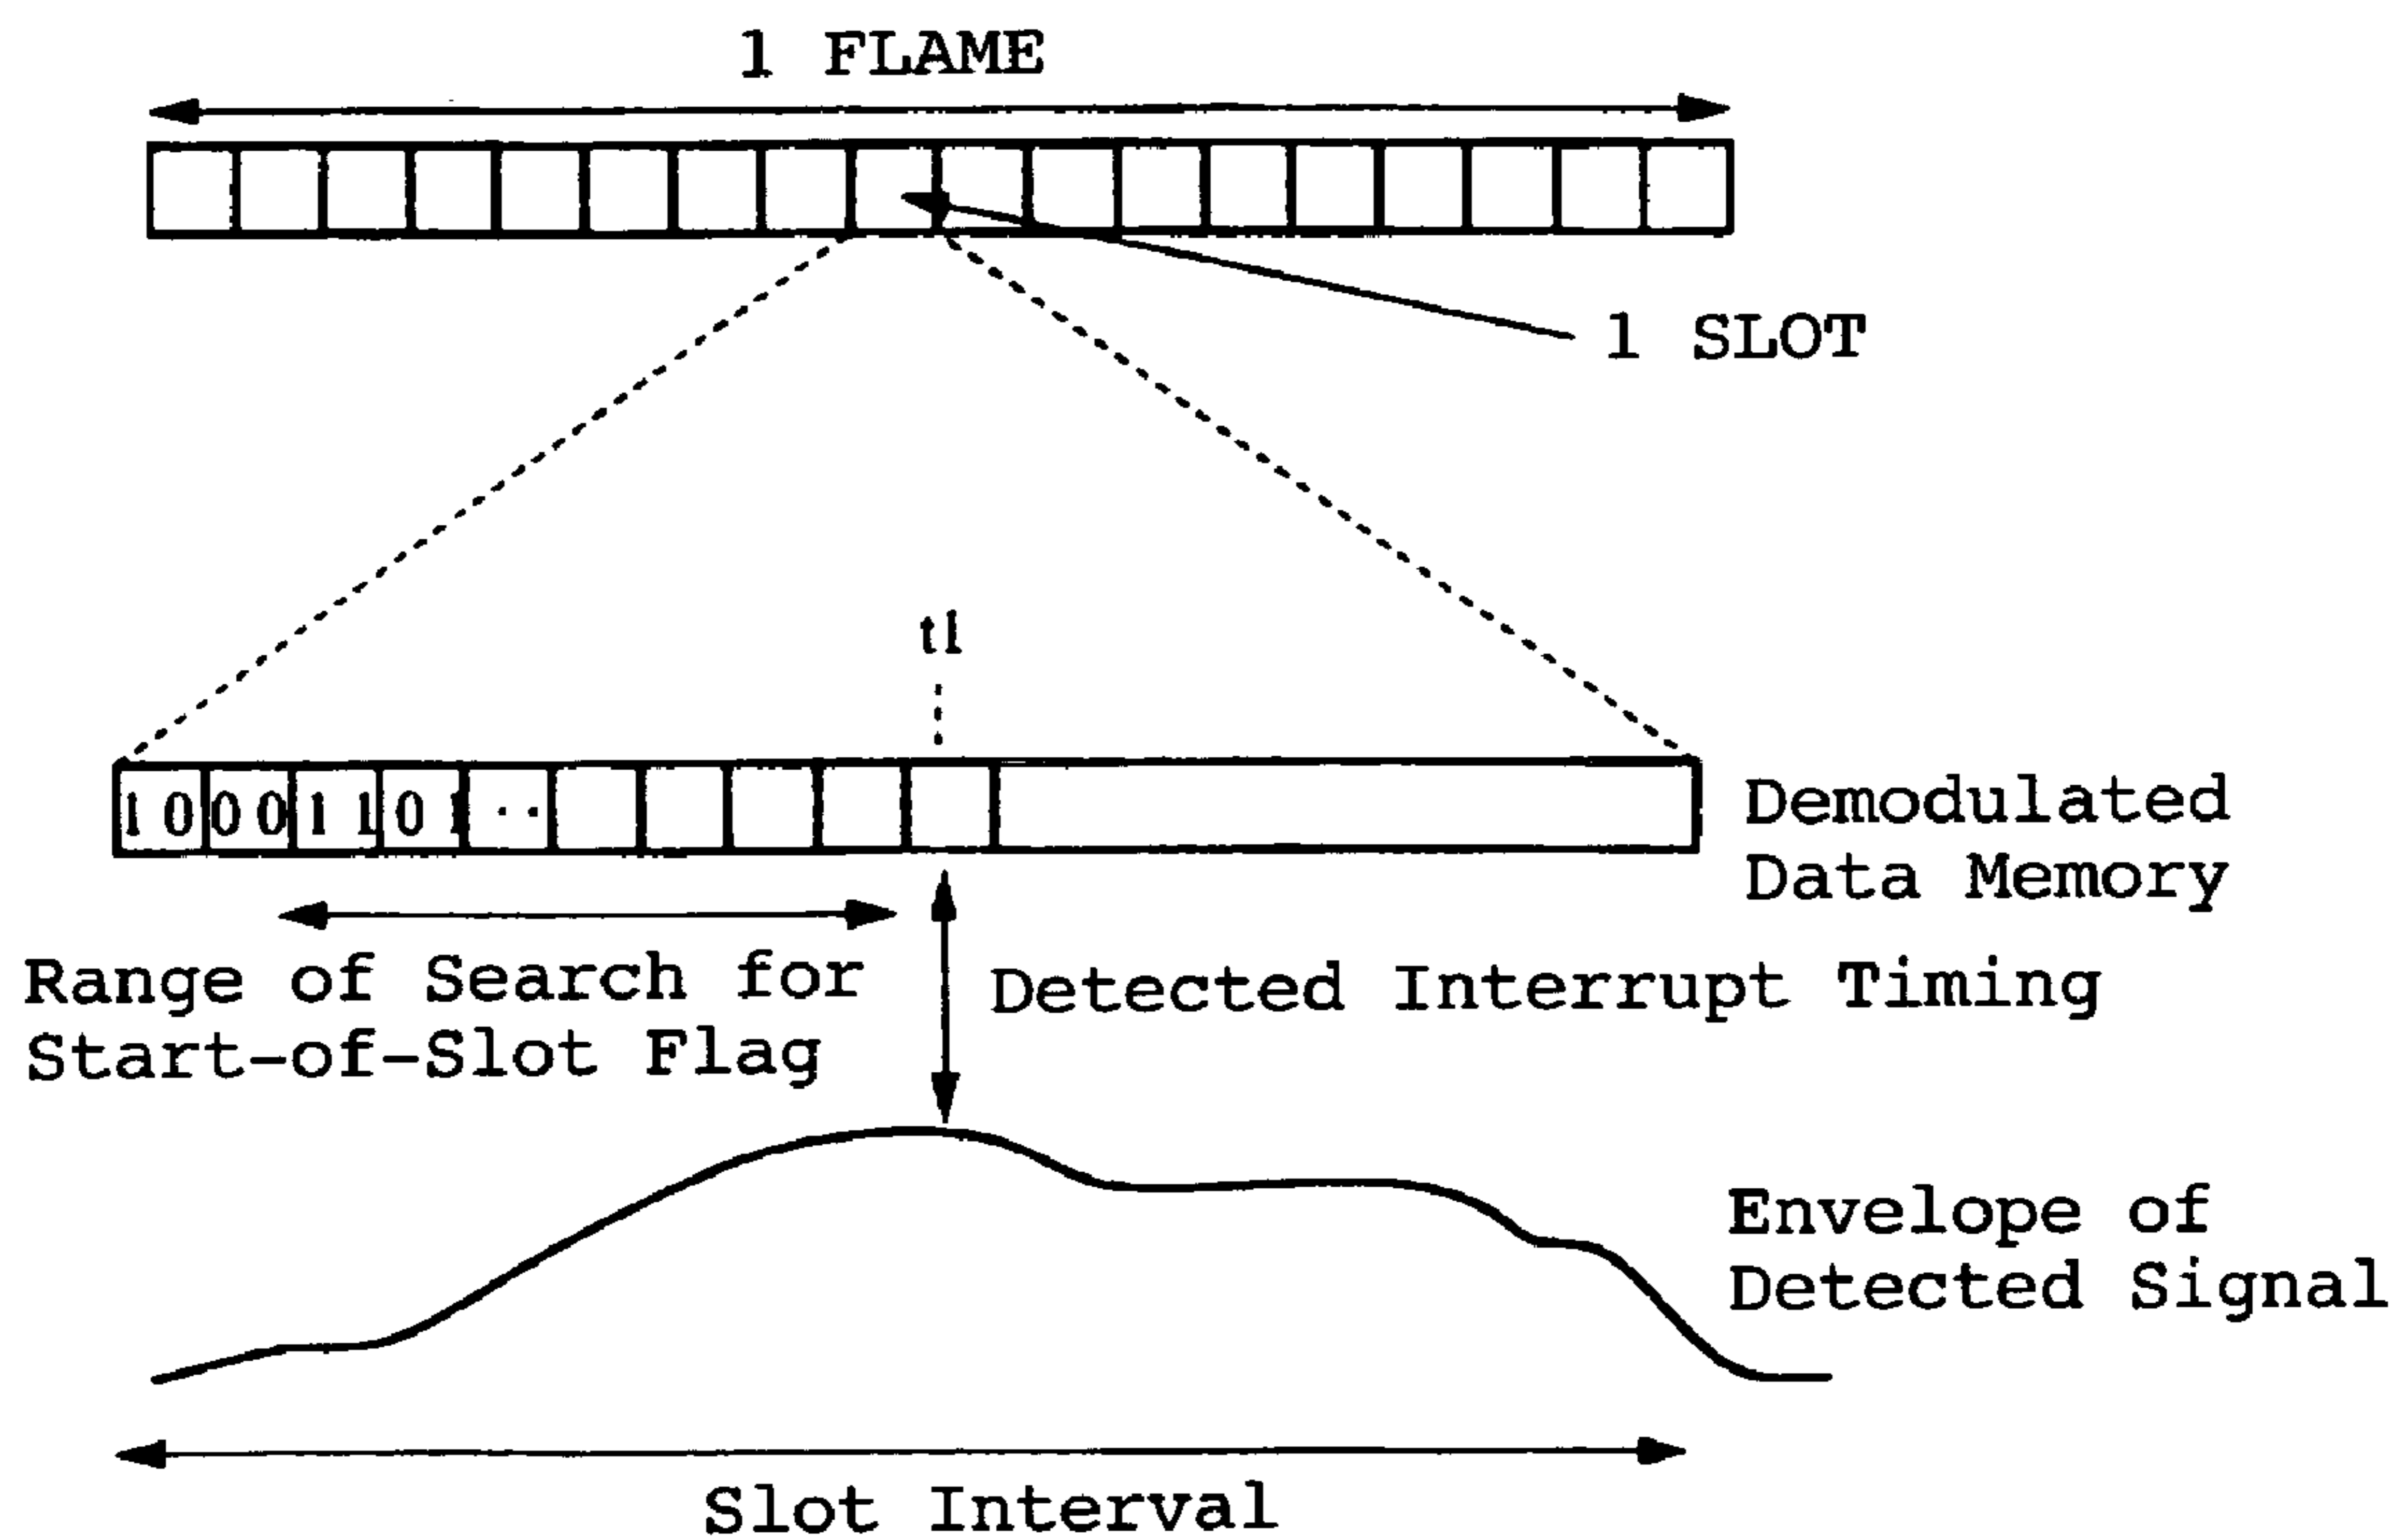 1 FLAME
1 SLOT
t1
1 0 0 0 1 1 0 1 ··
Demodulated
Data Memory
Range of Search for
Start-of-Slot Flag
Detected Interrupt Timing
Envelope of
Detected Signal
Slot Interval